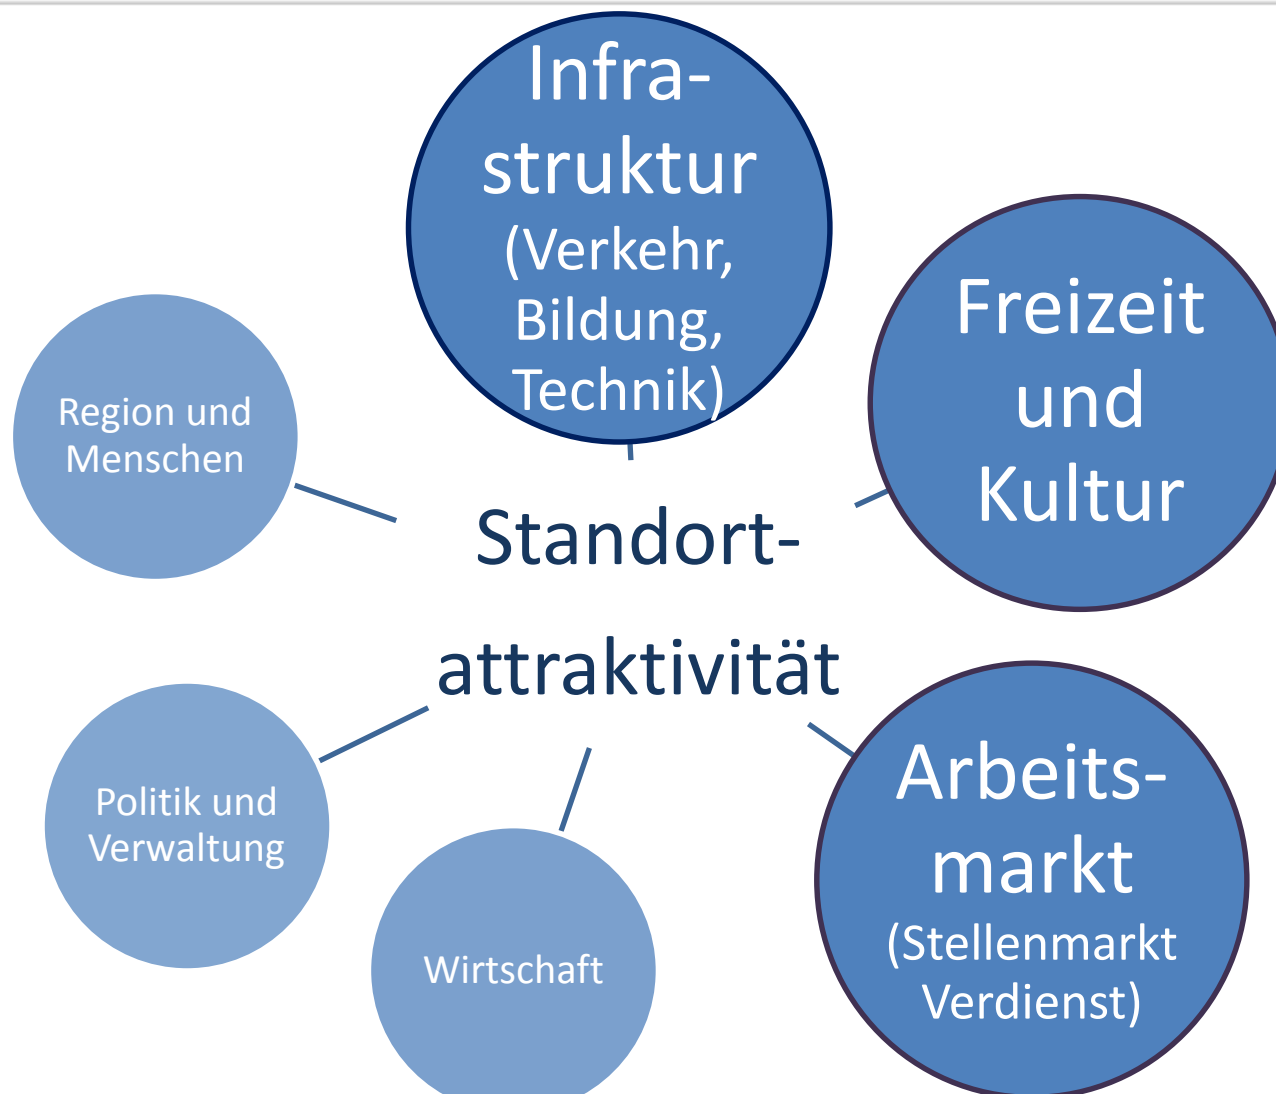 Infra-
struktur
(Verkehr,
Bildung,
Technik)
Freizeit
und
Kultur
Region und
Menschen
Standort-
attraktivität
Arbeits-
markt
(Stellenmarkt
Verdienst)
Politik und
Verwaltung
Wirtschaft